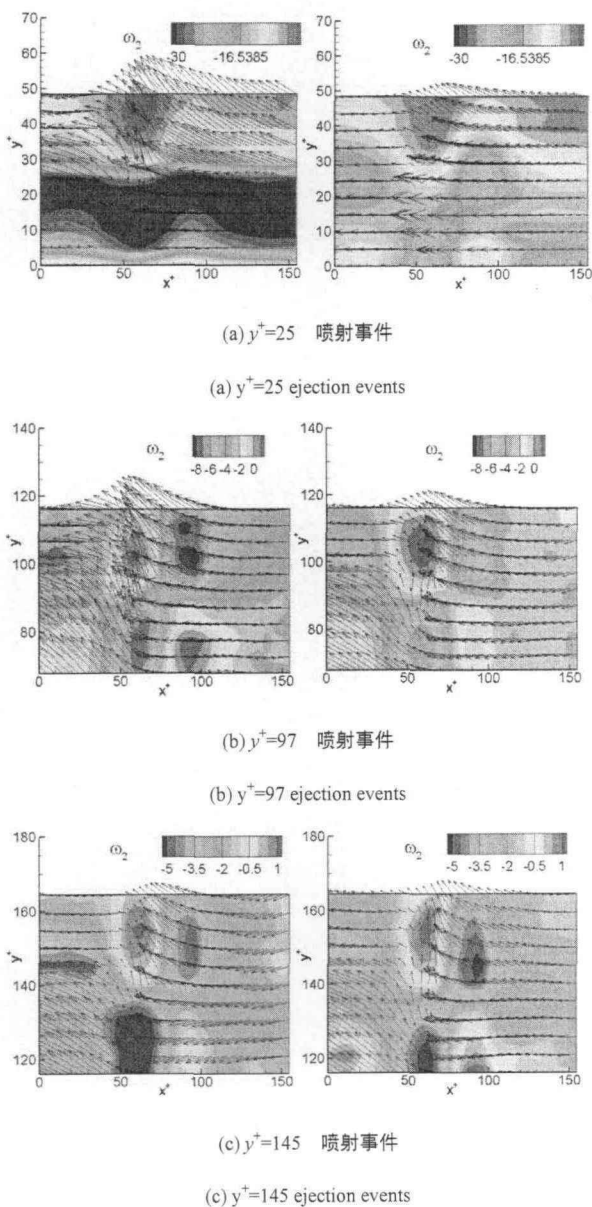 ω2 -30 -16.5385
ω2 -30 -16.5385
70
60
50
40
30
20
10
0
y+
0 50 100 150
x+
70
60
50
40
30
20
10
0
y+
0 50 100 150
x+
(a) y+=25 喷射事件
(a) y+=25 ejection events
ω2 -8 -6 -4 -2 0
ω2 -8 -6 -4 -2 0
140
120
100
80
y+
0 50 100 150
x+
140
120
100
80
y+
0 50 100 150
x+
(b) y+=97 喷射事件
(b) y+=97 ejection events
ω2 -5 -3.5 -2 -0.5 1
ω2 -5 -3.5 -2 -0.5 1
180
160
140
120
y+
0 50 100 150
x+
180
160
140
120
y+
0 50 100 150
x+
(c) y+=145 喷射事件
(c) y+=145 ejection events